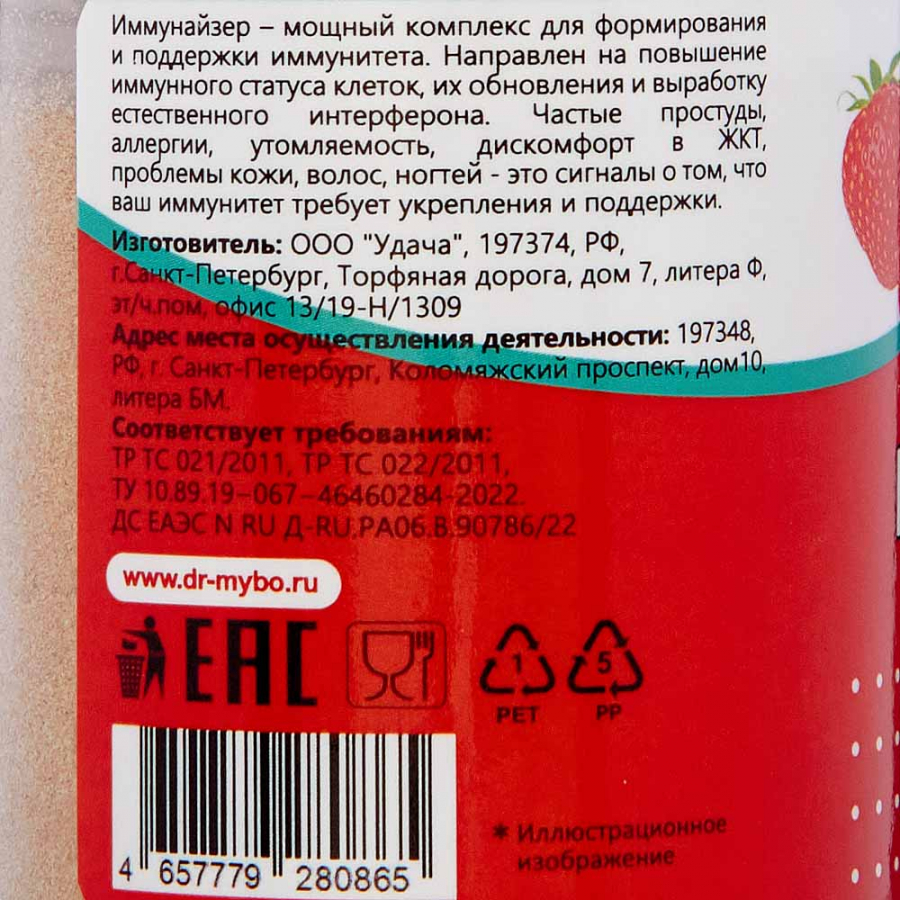 Иммунайзер – мощный комплекс для формирования
и поддержки иммунитета. Направлен на повышение
иммунного статуса клеток, их обновления и выработку
естественного интерферона. Частые простуды,
аллергии, утомляемость, дискомфорт в ЖКТ,
проблемы кожи, волос, ногтей - это сигналы о том, что
ваш иммунитет требует укрепления и поддержки.
Изготовитель: ООО "Удача", 197374, РФ,
г.Санкт-Петербург, Торфяная дорога, дом 7, литера Ф,
эт/ч.пом, офис 13/19-Н/1309
Адрес места осуществления деятельности: 197348,
РФ, г. Санкт-Петербург, Коломяжский проспект, дом10,
литера БМ.
Соответствует требованиям:
ТР ТС 021/2011, ТР ТС 022/2011,
ТУ 10.89.19–067–46460284-2022.
ДС ЕАЭС N RU Д-RU.РА06.В.90786/22
www.dr-mybo.ru
EAC
1
PET
5
PP
4 657779 280865
* Иллюстрационное
изображение